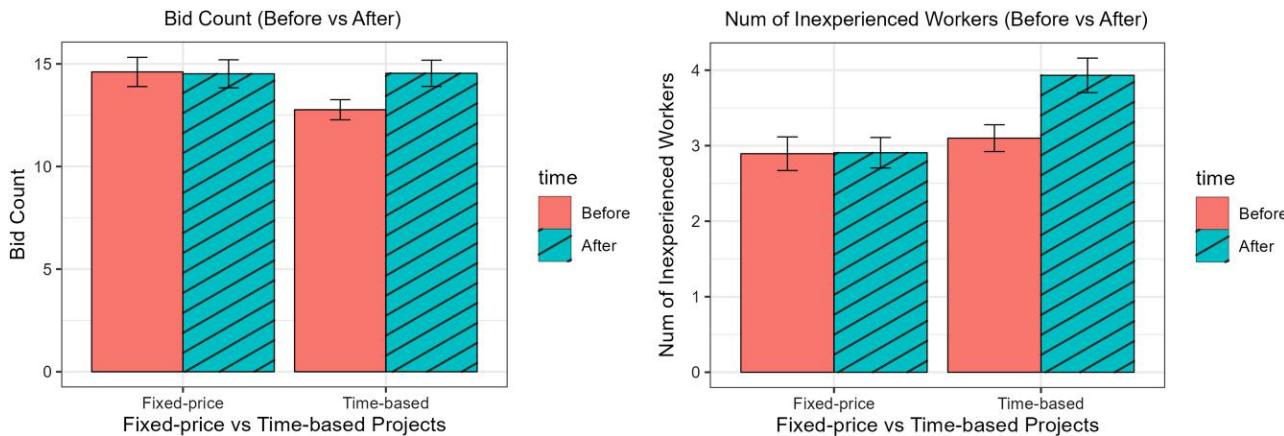 Bid Count (Before vs After)
15
10
5
0
Bid Count
Fixed-price
Time-based
Fixed-price vs Time-based Projects
time
Before
After
Num of Inexperienced Workers (Before vs After)
4
3
2
1
0
Num of Inexperienced Workers
Fixed-price
Time-based
Fixed-price vs Time-based Projects
time
Before
After